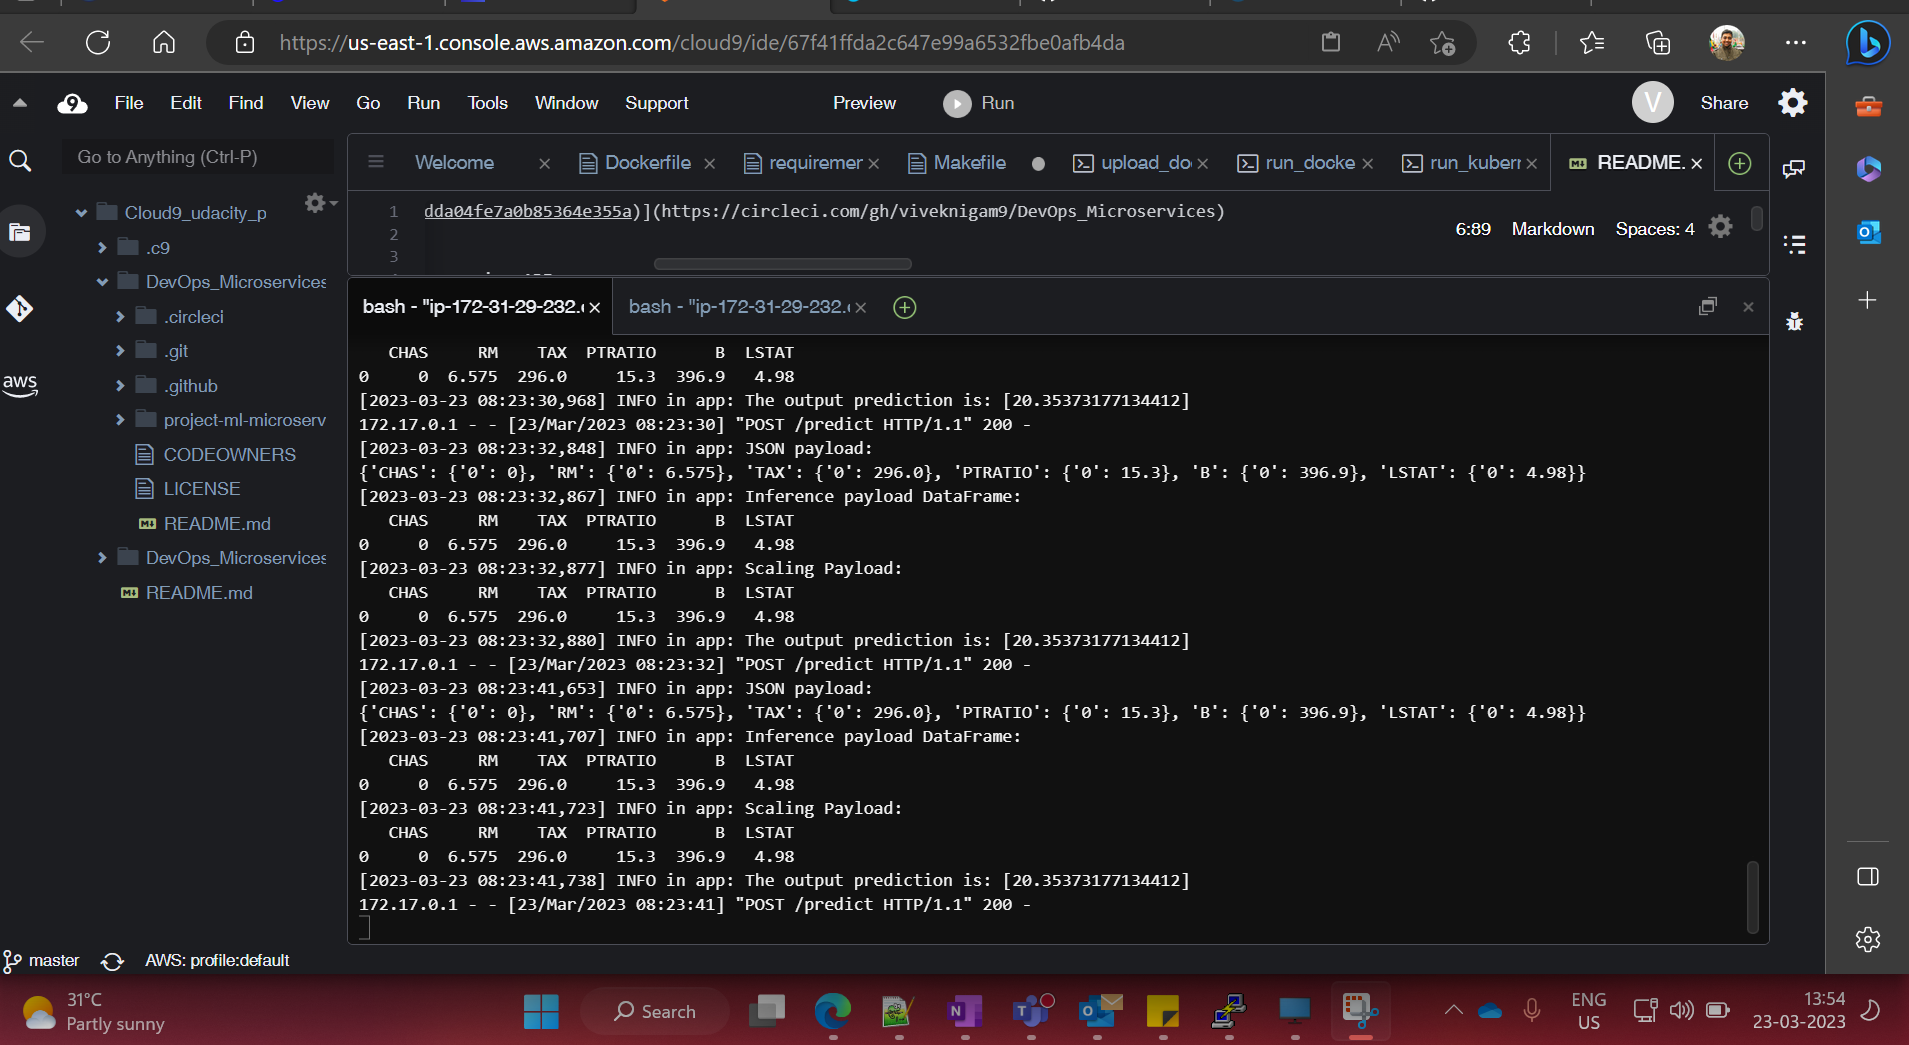 https://us-east-1.console.aws.amazon.com/cloud9/ide/67f41ffda2c647e99a6532fbe0afb4da
9 File Edit Find View Go Run Tools Window Support Preview Run V Share
Go to Anything (Ctrl-P)
Welcome Dockerfile requiremer Makefile upload_do run_docke run_kuberr README.
Cloud9_udacity_p
.c9
DevOps_Microservices
.circleci
.git
.github
project-ml-microserv
CODEOWNERS
LICENSE
README.md
DevOps_Microservices
README.md
aws
1 dda04fe7a0b85364e355a)](https://circleci.com/gh/viveknigam9/DevOps_Microservices)
2
3
6:89 Markdown Spaces: 4
bash - "ip-172-31-29-232. bash - "ip-172-31-29-232.
CHAS RM TAX PTRATIO B LSTAT
0 0 6.575 296.0 15.3 396.9 4.98
[2023-03-23 08:23:30,968] INFO in app: The output prediction is: [20.35373177134412]
172.17.0.1 - - [23/Mar/2023 08:23:30] "POST /predict HTTP/1.1" 200 -
[2023-03-23 08:23:32,848] INFO in app: JSON payload:
{'CHAS': {'0': 0}, 'RM': {'0': 6.575}, 'TAX': {'0': 296.0}, 'PTRATIO': {'0': 15.3}, 'B': {'0': 396.9}, 'LSTAT': {'0': 4.98}}
[2023-03-23 08:23:32,867] INFO in app: Inference payload DataFrame:
CHAS RM TAX PTRATIO B LSTAT
0 0 6.575 296.0 15.3 396.9 4.98
[2023-03-23 08:23:32,877] INFO in app: Scaling Payload:
CHAS RM TAX PTRATIO B LSTAT
0 0 6.575 296.0 15.3 396.9 4.98
[2023-03-23 08:23:32,880] INFO in app: The output prediction is: [20.35373177134412]
172.17.0.1 - - [23/Mar/2023 08:23:32] "POST /predict HTTP/1.1" 200 -
[2023-03-23 08:23:41,653] INFO in app: JSON payload:
{'CHAS': {'0': 0}, 'RM': {'0': 6.575}, 'TAX': {'0': 296.0}, 'PTRATIO': {'0': 15.3}, 'B': {'0': 396.9}, 'LSTAT': {'0': 4.98}}
[2023-03-23 08:23:41,707] INFO in app: Inference payload DataFrame:
CHAS RM TAX PTRATIO B LSTAT
0 0 6.575 296.0 15.3 396.9 4.98
[2023-03-23 08:23:41,723] INFO in app: Scaling Payload:
CHAS RM TAX PTRATIO B LSTAT
0 0 6.575 296.0 15.3 396.9 4.98
[2023-03-23 08:23:41,738] INFO in app: The output prediction is: [20.35373177134412]
172.17.0.1 - - [23/Mar/2023 08:23:41] "POST /predict HTTP/1.1" 200 -
master AWS: profile:default
31°C
Partly sunny
Search
ENG
US
13:54
23-03-2023